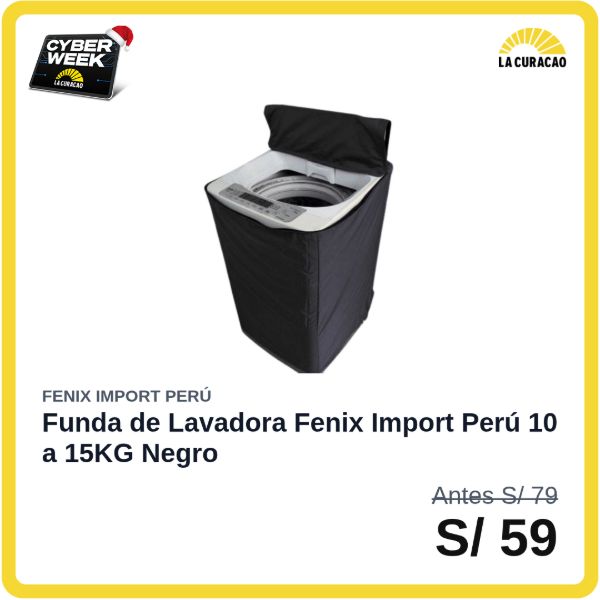 CYBER
WEEK
LA CURACAO
LA CURACAO
FENIX IMPORT PERÚ
Funda de Lavadora Fenix Import Perú 10
a 15KG Negro
Antes S/ 79
S/ 59